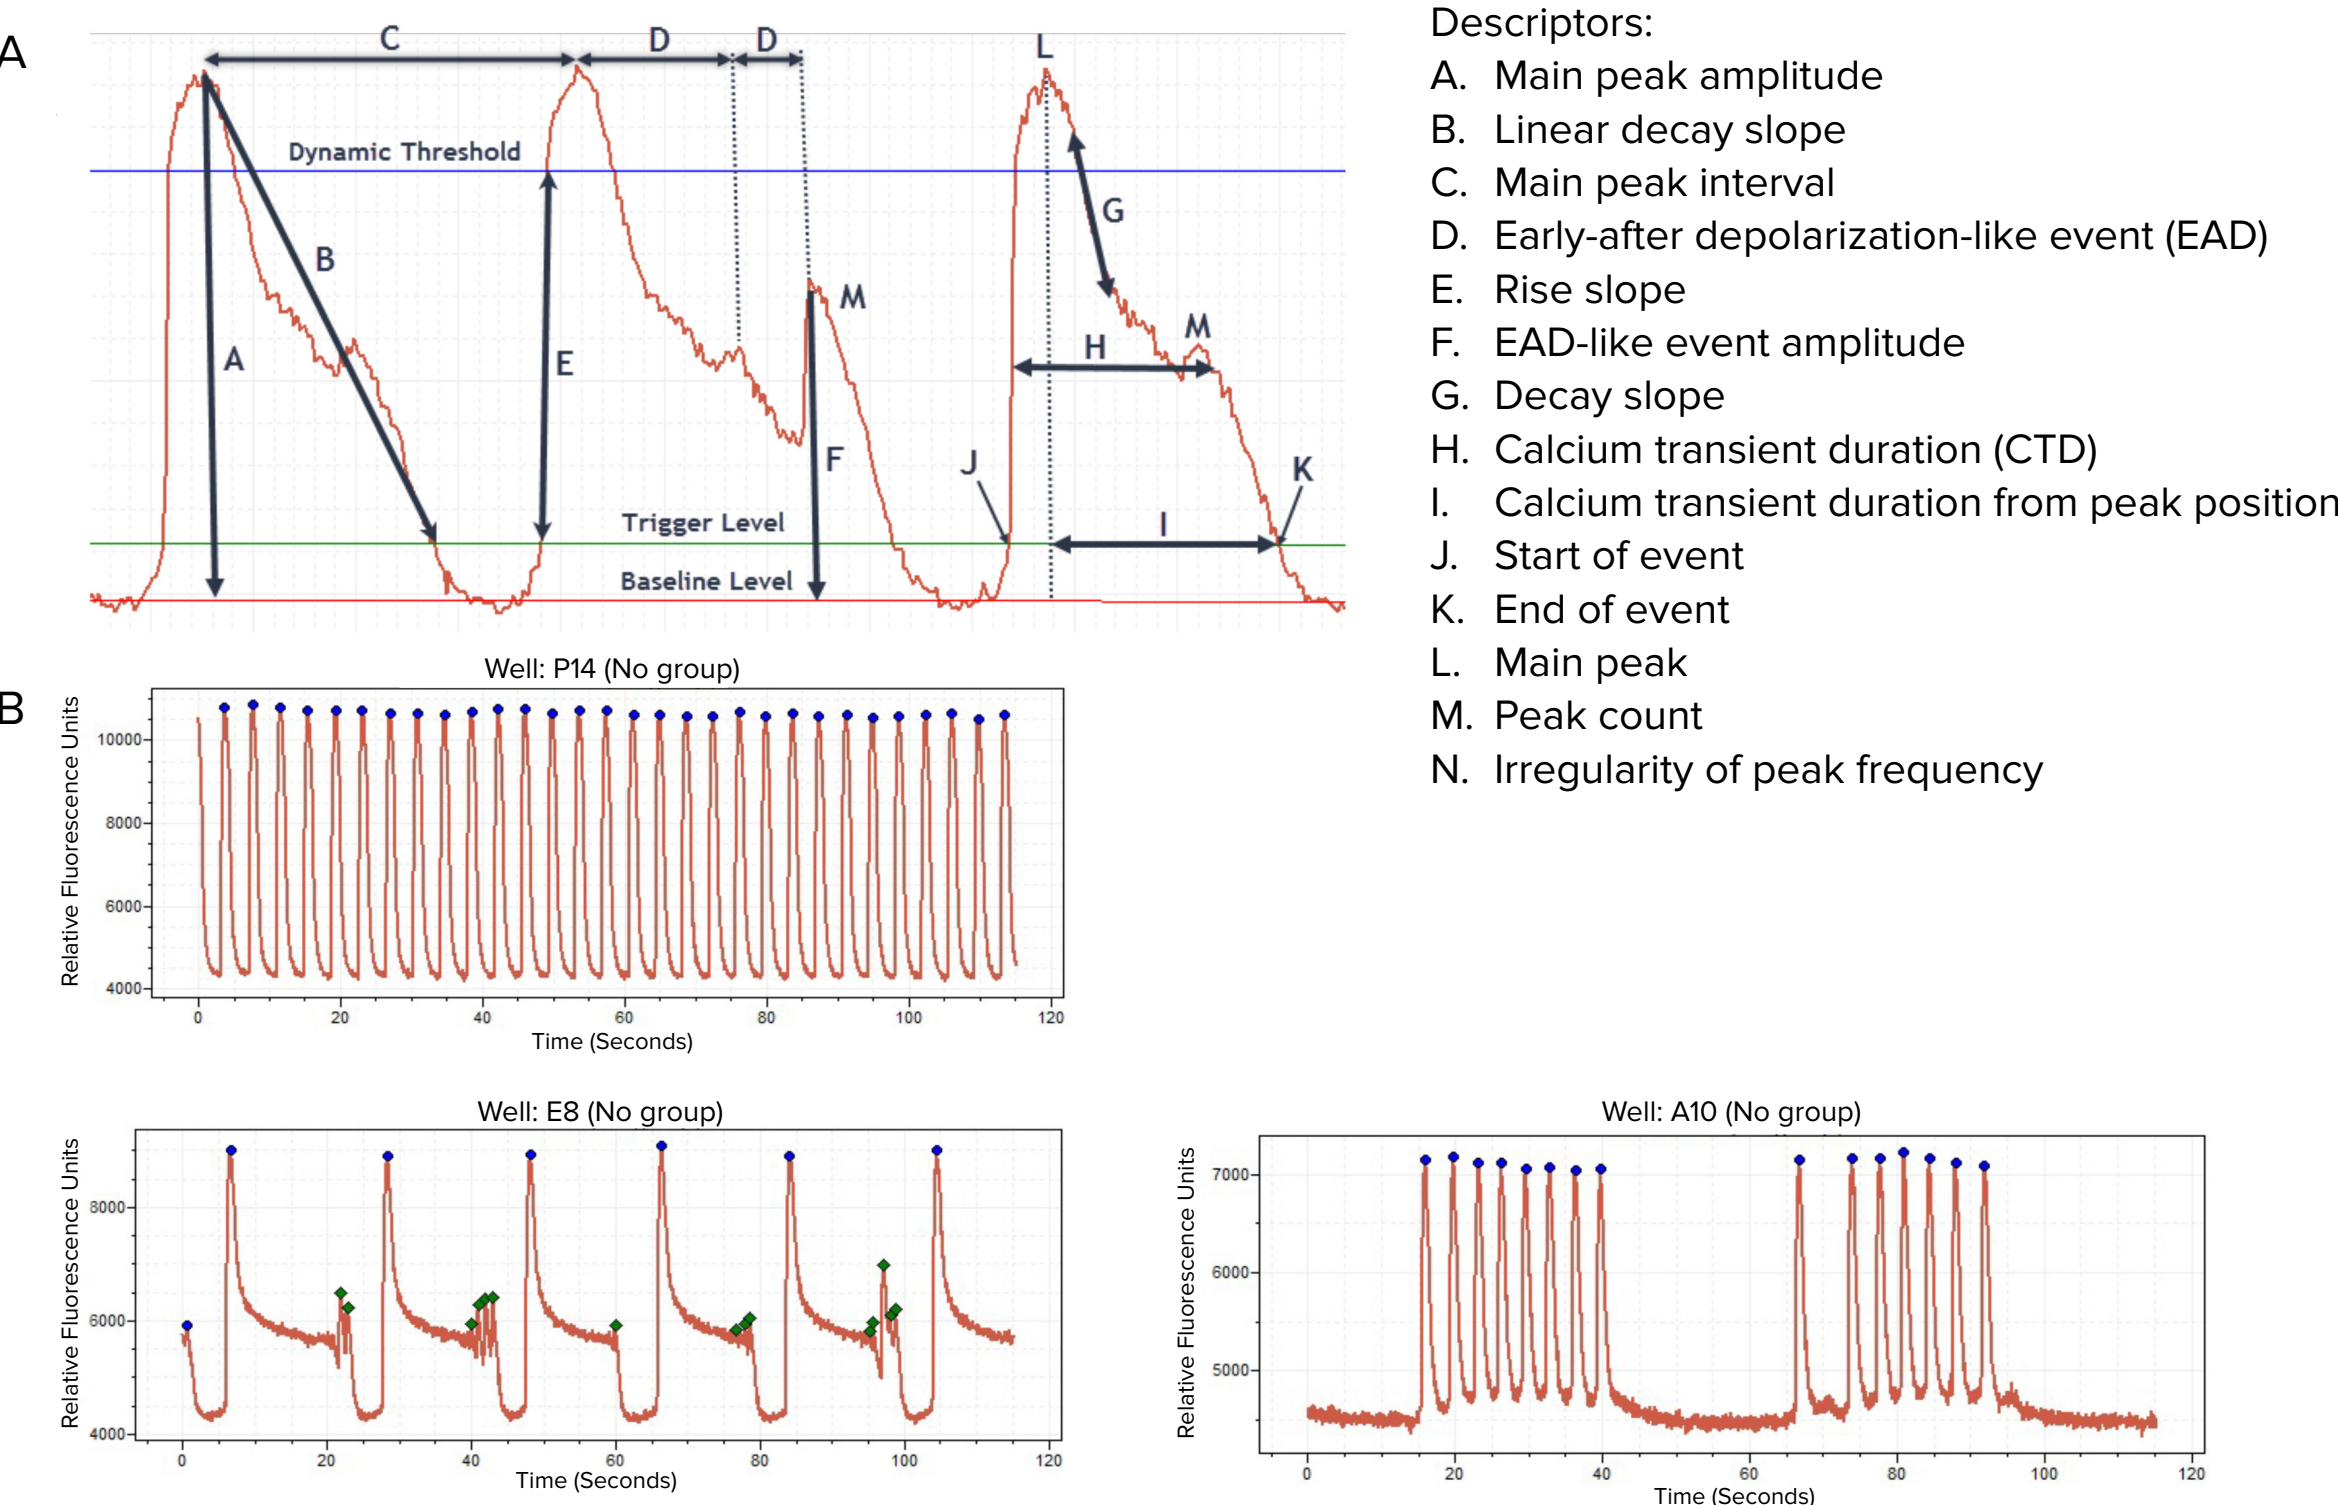 A
C
D
D
L
Dynamic Threshold
G
B
M
M
A
E
H
F
J
K
Trigger Level
I
Baseline Level
Descriptors:
A. Main peak amplitude
B. Linear decay slope
C. Main peak interval
D. Early-after depolarization-like event (EAD)
E. Rise slope
F. EAD-like event amplitude
G. Decay slope
H. Calcium transient duration (CTD)
I. Calcium transient duration from peak position
J. Start of event
K. End of event
L. Main peak
M. Peak count
N. Irregularity of peak frequency
B
Well: P14 (No group)
Relative Fluorescence Units
10000
8000
6000
4000
0 20 40 60 80 100 120
Time (Seconds)
Well: E8 (No group)
Relative Fluorescence Units
8000
6000
4000
0 20 40 60 80 100 120
Time (Seconds)
Well: A10 (No group)
Relative Fluorescence Units
7000
6000
5000
0 20 40 60 80 100 120
Time (Seconds)